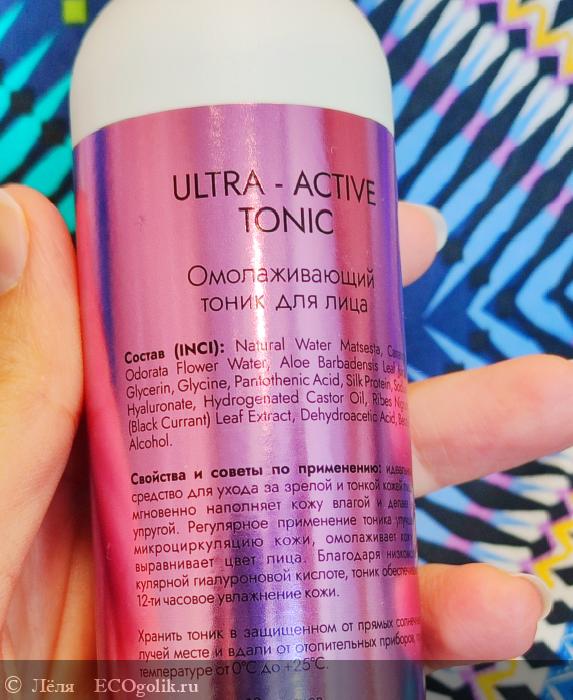 ULTRA - ACTIVE
TONIC
Омолаживающий
тоник для лица
Состав (INCI): Natural Water Matsesta,
Odorata Flower Water, Aloe Barbadensis Leaf
Glycerin, Glycine, Pantothenic Acid, Silk Protein,
Hyaluronate, Hydrogenated Castor Oil, Ribes
(Black Currant) Leaf Extract, Dehydroacetic Acid,
Alcohol.
Свойства и советы по применению:
средство для ухода за зрелой и тонкой кожей
мгновенно наполняет кожу влагой и
упругой. Регулярное применение тоника
микроциркуляцию кожи, омолаживает
выравнивает цвет лица. Благодаря
кулярной гиалуроновой кислоте, тоник
12-ти часовое увлажнение кожи.
Хранить тоник в защищенном от прямых
лучей месте и вдали от отопительных приборов,
температуре от 0°С до +25°С.
© Лёля ECOgolik.ru